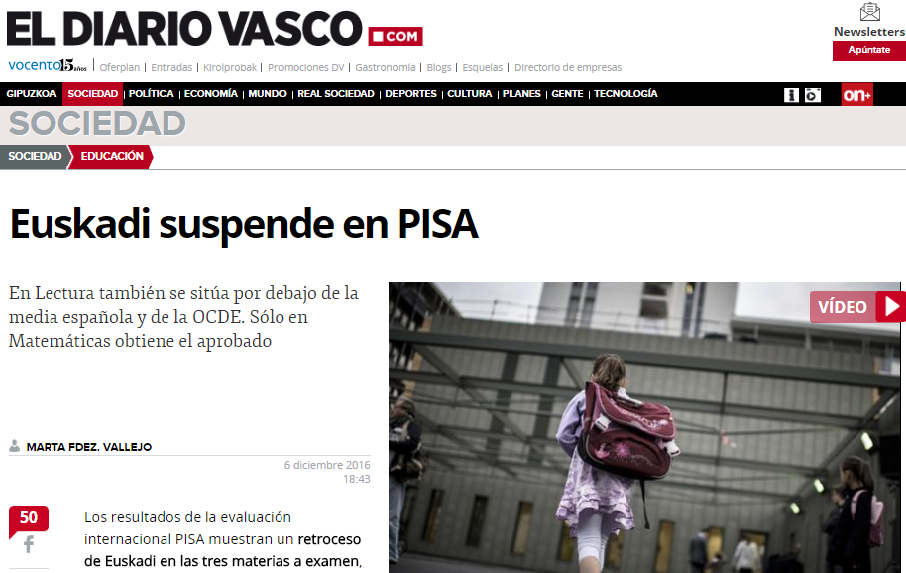 EL DIARIO VASCO .COM
Newsletters
Apúntate
vocento 15 años | Oferplan | Entradas | Kirolprobak | Promociones DV | Gastronomía | Blogs | Esquelas | Directorio de empresas
GIPUZKOA SOCIEDAD | POLÍTICA | ECONOMÍA | MUNDO | REAL SOCIEDAD | DEPORTES | CULTURA | PLANES | GENTE | TECNOLOGÍA
on+
SOCIEDAD
SOCIEDAD EDUCACIÓN
Euskadi suspende en PISA
En Lectura también se sitúa por debajo de la
media española y de la OCDE. Sólo en
Matemáticas obtiene el aprobado
VÍDEO
MARTA FDEZ. VALLEJO
6 diciembre 2016
18:43
50
Los resultados de la evaluación
internacional PISA muestran un retroceso
de Euskadi en las tres materias a examen,